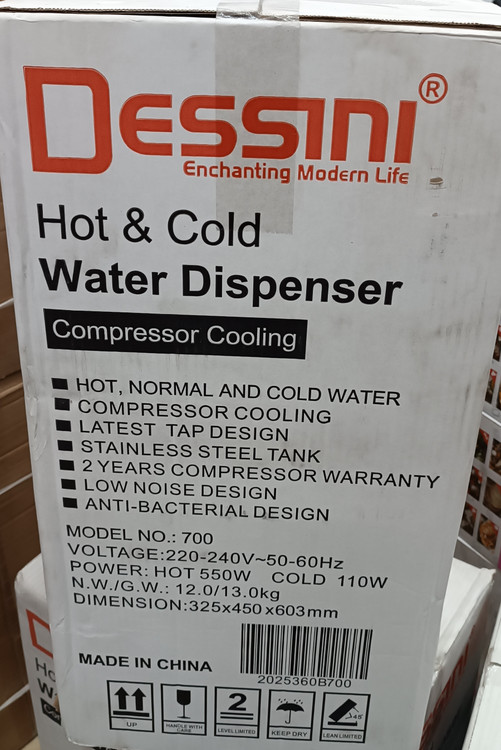 DESSINI®
Enchanting Modern Life
Hot & Cold
Water Dispenser
Compressor Cooling
HOT, NORMAL AND COLD WATER
COMPRESSOR COOLING
LATEST TAP DESIGN
STAINLESS STEEL TANK
2 YEARS COMPRESSOR WARRANTY
LOW NOISE DESIGN
ANTI-BACTERIAL DESIGN
MODEL NO.: 700
VOLTAGE:220-240V~50-60Hz
POWER: HOT 550W COLD 110W
N.W./G.W.: 12.0/13.0kg
DIMENSION:325x450x603mm
MADE IN CHINA
2025360B700
2
45°
UP
HANDLE WITH
CARE
LEVEL LIMITED
KEEP DRY
LEAN LIMITED